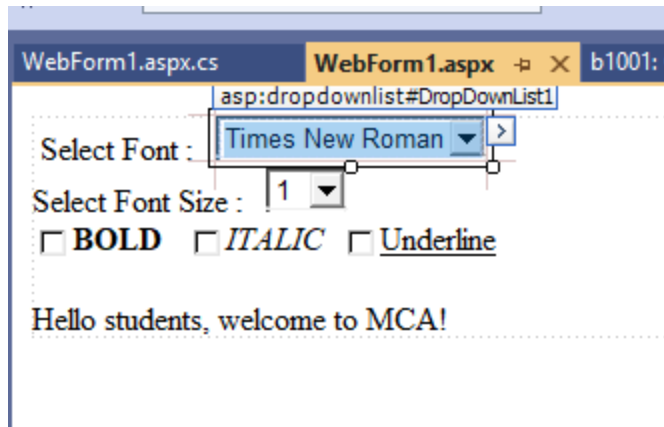 WebForm1.aspx.cs WebForm1.aspx b1001:
asp:dropdownlist#DropDownList1
Select Font : Times New Roman
Select Font Size : 1
BOLD ITALIC Underline
Hello students, welcome to MCA!